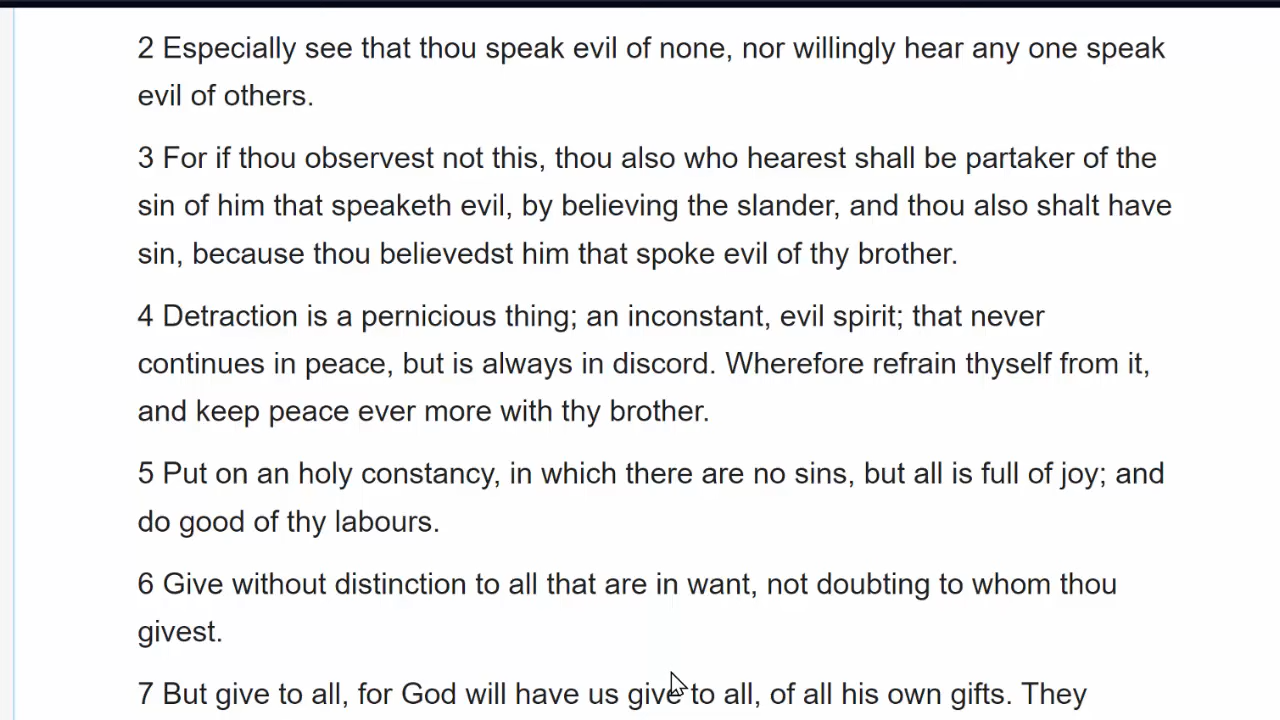 2 Especially see that thou speak evil of none, nor willingly hear any one speak
evil of others.
3 For if thou observest not this, thou also who hearest shall be partaker of the
sin of him that speaketh evil, by believing the slander, and thou also shalt have
sin, because thou believedst him that spoke evil of thy brother.
4 Detraction is a pernicious thing; an inconstant, evil spirit; that never
continues in peace, but is always in discord. Wherefore refrain thyself from it,
and keep peace ever more with thy brother.
5 Put on an holy constancy, in which there are no sins, but all is full of joy; and
do good of thy labours.
6 Give without distinction to all that are in want, not doubting to whom thou
givest.
7 But give to all, for God will have us give to all, of all his own gifts. They